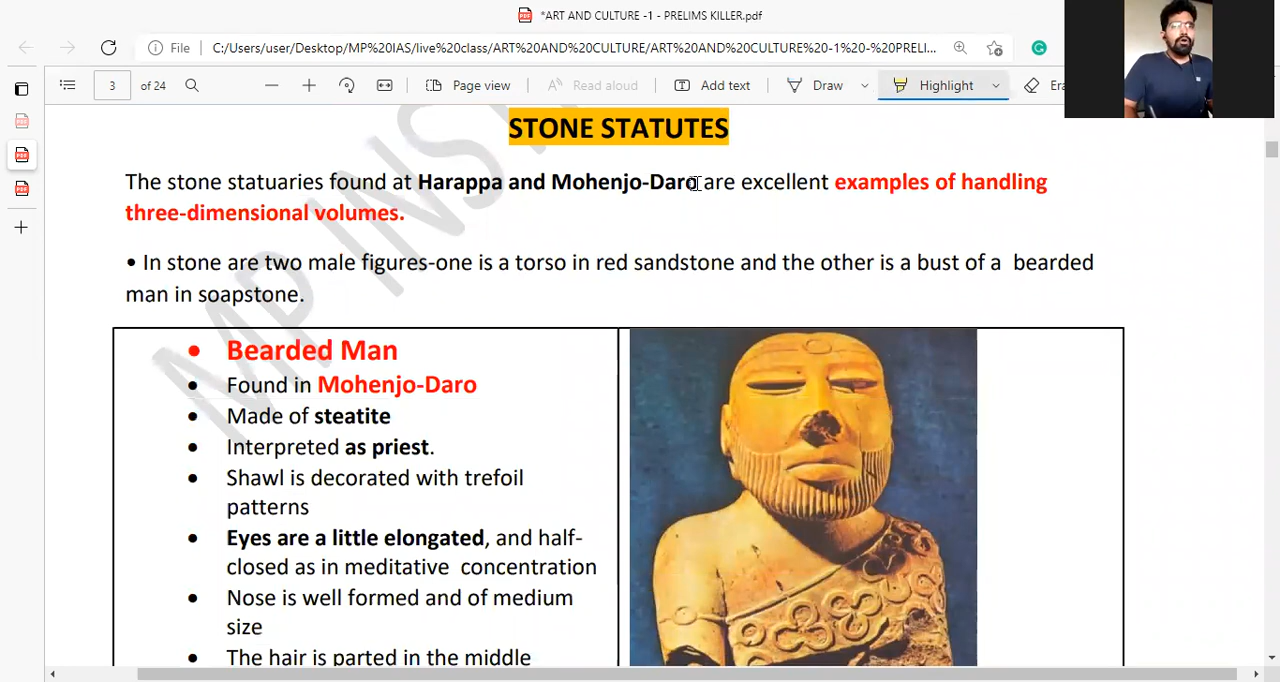 *ART AND CULTURE -1 - PRELIMS KILLER.pdf
File
C:/Users/user/Desktop/MP%20IAS/live%20class/ART%20AND%20CULTURE/ART%20AND%20CULTURE%20-1%20-%20PRELI...
3 of 24
Page view
Read aloud
Add text
Draw
Highlight
Era
STONE STATUTES
The stone statuaries found at Harappa and Mohenjo-Daro are excellent examples of handling
three-dimensional volumes.
• In stone are two male figures-one is a torso in red sandstone and the other is a bust of a bearded
man in soapstone.
• Bearded Man
• Found in Mohenjo-Daro
• Made of steatite
• Interpreted as priest.
• Shawl is decorated with trefoil
patterns
• Eyes are a little elongated, and half-
closed as in meditative concentration
• Nose is well formed and of medium
size
• The hair is parted in the middle
MP INST